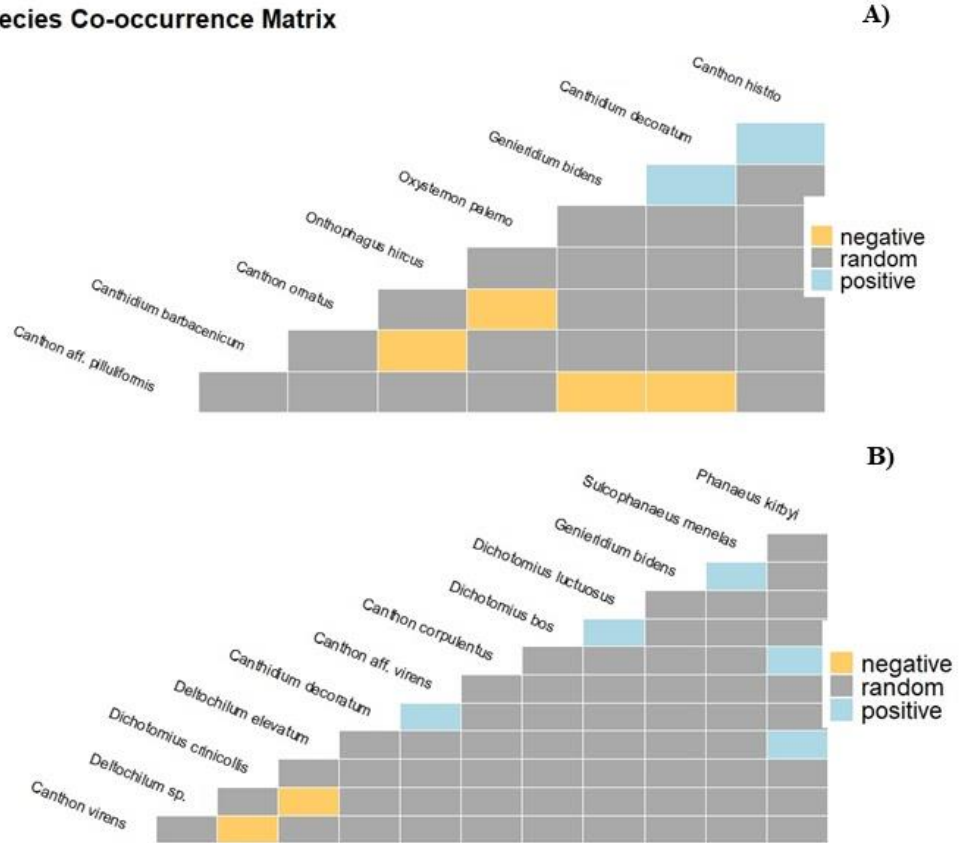 ecies Co-occurrence Matrix
A)
Canthon histrio
Canthidium decoratum
Genieridium bidens
Oxysternon palemo
Onthophagus hircus
Canthon ornatus
Canthidium barbacenicum
Canthon aff. pilluliformis
negative
random
positive
B)
Phanaeus kirbyi
Sulcophanaeus menelas
Genieridium bidens
Dichotomius luctuosus
Dichotomius bos
Canthon corpulentus
Canthon aff. virens
Canthidium decoratum
Deltochilum elevatum
Dichotomius crinicollis
Deltochilum sp.
Canthon virens
negative
random
positive